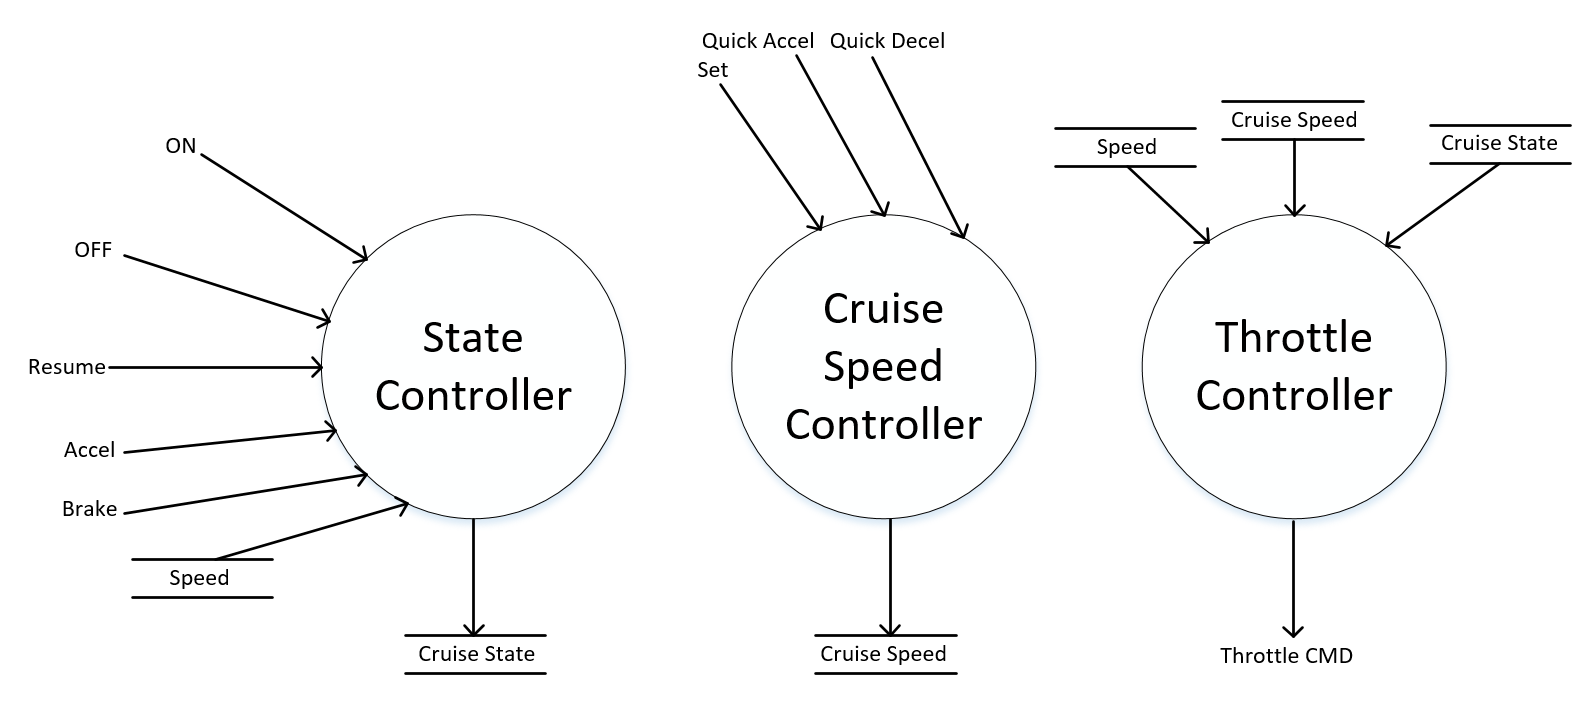 ON
OFF
Resume
Accel
Brake
Speed
State
Controller
Cruise State
Quick Accel
Quick Decel
Set
Cruise
Speed
Controller
Cruise Speed
Speed
Cruise Speed
Cruise State
Throttle
Controller
Throttle CMD